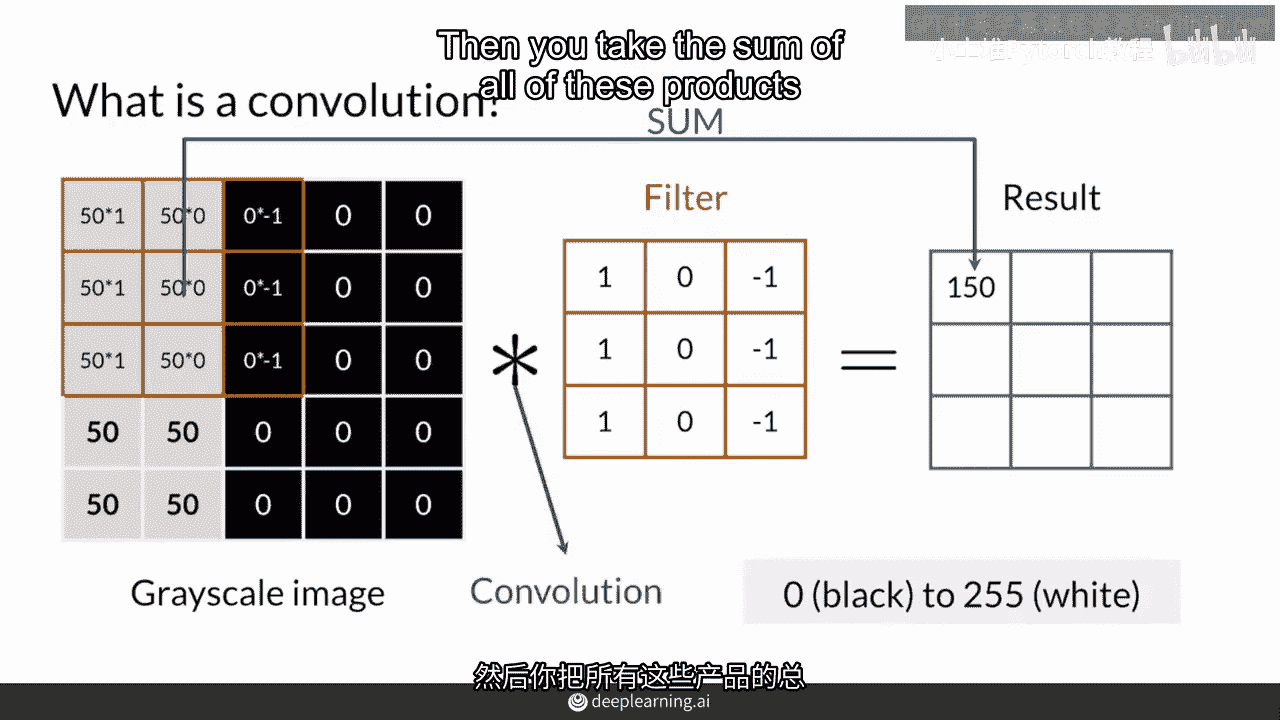 Then you take the sum of
all of these products
What is a convolution?
SUM
Filter
Result
50*1 50*0 0*-1 0 0
50*1 50*0 0*-1 0 0
50*1 50*0 0*-1 0 0
50 50 0 0 0
50 50 0 0 0
1 0 -1
1 0 -1
1 0 -1
*
=
150
Grayscale image
Convolution
0 (black) to 255 (white)
然后你把所有这些产品的总
deeplearning.ai